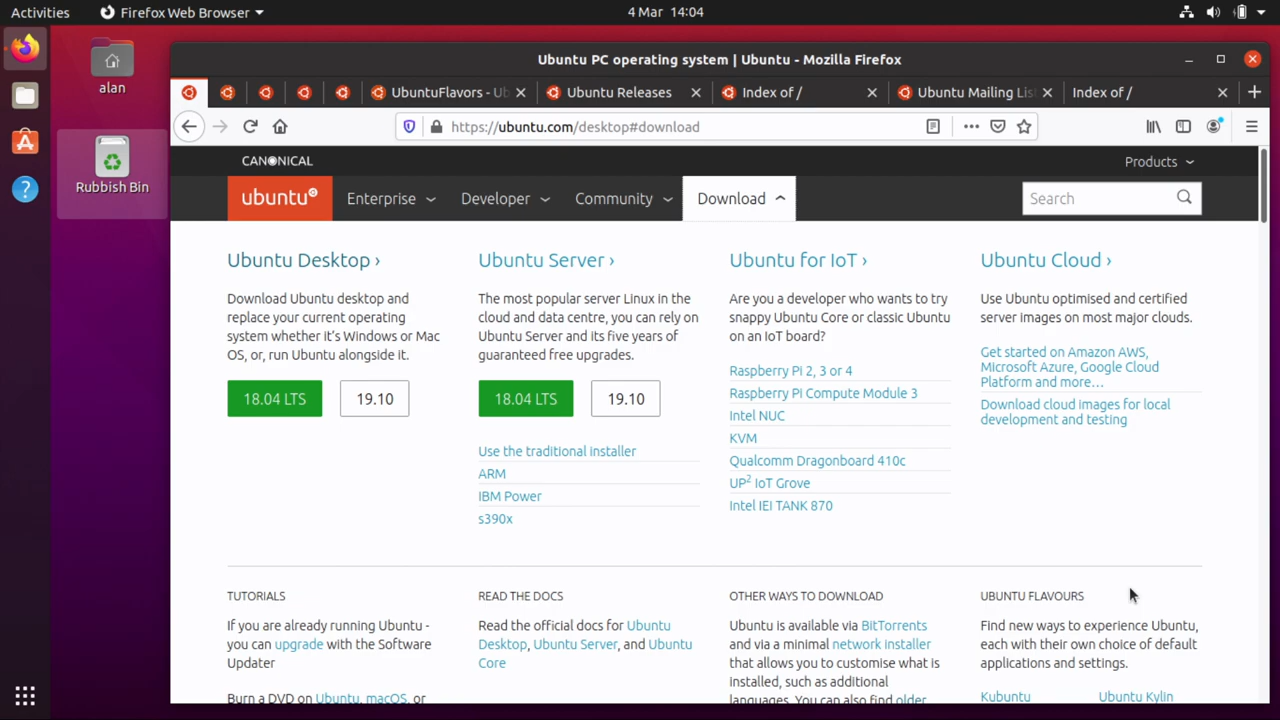 Activities
Firefox Web Browser
4 Mar 14:04
alan
Rubbish Bin
Ubuntu PC operating system | Ubuntu - Mozilla Firefox
UbuntuFlavors - Ub
Ubuntu Releases
Index of /
Ubuntu Mailing List
Index of /
https://ubuntu.com/desktop#download
CANONICAL
Products
ubuntu
Enterprise
Developer
Community
Download
Search
Ubuntu Desktop ›
Download Ubuntu desktop and
replace your current operating
system whether it's Windows or Mac
OS, or, run Ubuntu alongside it.
18.04 LTS
19.10
Ubuntu Server ›
The most popular server Linux in the
cloud and data centre, you can rely on
Ubuntu Server and its five years of
guaranteed free upgrades.
18.04 LTS
19.10
Use the traditional installer
ARM
IBM Power
s390x
Ubuntu for IoT ›
Are you a developer who wants to try
snappy Ubuntu Core or classic Ubuntu
on an IoT board?
Raspberry Pi 2, 3 or 4
Raspberry Pi Compute Module 3
Intel NUC
KVM
Qualcomm Dragonboard 410c
UP² IoT Grove
Intel IEI TANK 870
Ubuntu Cloud ›
Use Ubuntu optimised and certified
server images on most major clouds.
Get started on Amazon AWS,
Microsoft Azure, Google Cloud
Platform and more…
Download cloud images for local
development and testing
TUTORIALS
If you are already running Ubuntu -
you can upgrade with the Software
Updater
Burn a DVD on Ubuntu, macOS, or
READ THE DOCS
Read the official docs for Ubuntu
Desktop, Ubuntu Server, and Ubuntu
Core
OTHER WAYS TO DOWNLOAD
Ubuntu is available via BitTorrents
and via a minimal network installer
that allows you to customise what is
installed, such as additional
languages. You can also find older
UBUNTU FLAVOURS
Find new ways to experience Ubuntu,
each with their own choice of default
applications and settings.
Kubuntu
Ubuntu Kylin